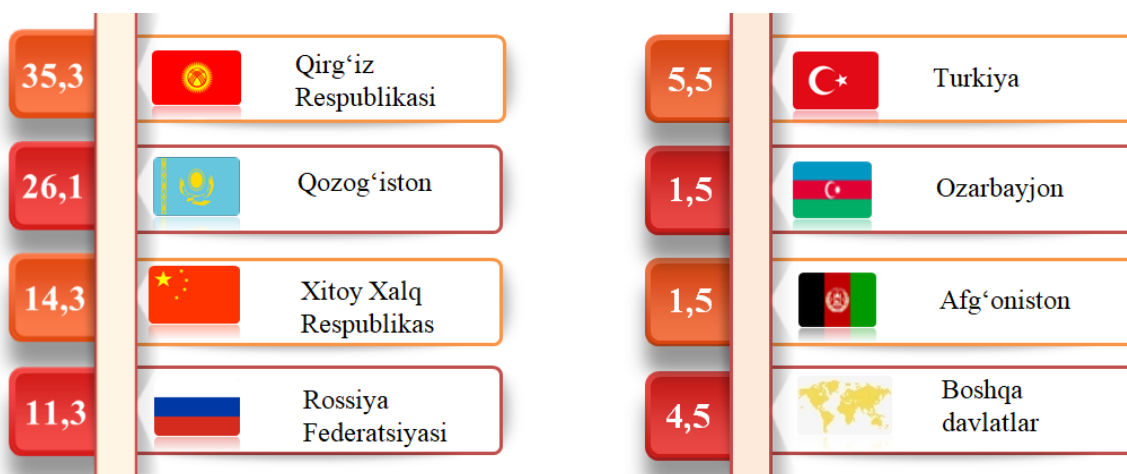 35,3
Qirg‘iz
Respublikasi
26,1
Qozog‘iston
14,3
Xitoy Xalq
Respublikas
11,3
Rossiya
Federatsiyasi
5,5
Turkiya
1,5
Ozarbayjon
1,5
Afg‘oniston
4,5
Boshqa
davlatlar